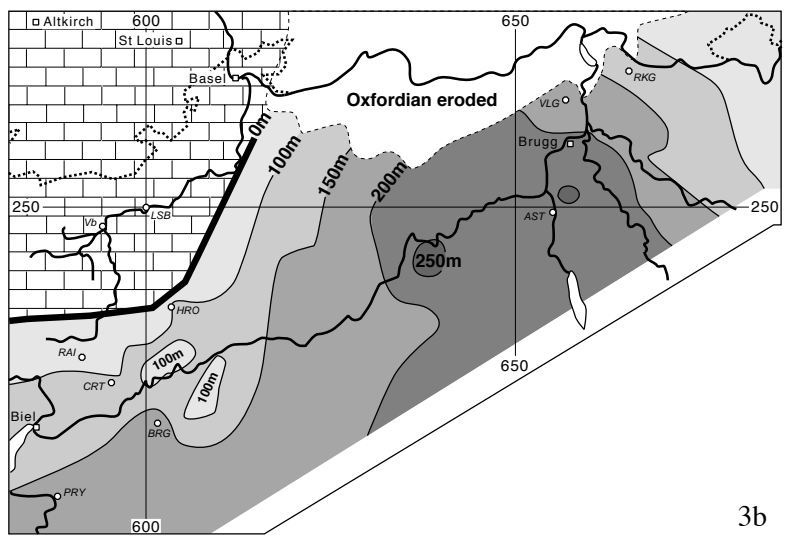 600
650
Altkirch
St Louis
Basel
RKG
Oxfordian eroded
VLG
0m
100m
Brugg
150m
200m
250
LSB
250
Vb
AST
250m
HRO
RAI
100m
650
CRT
100m
Biel
BRG
PRY
600
3b